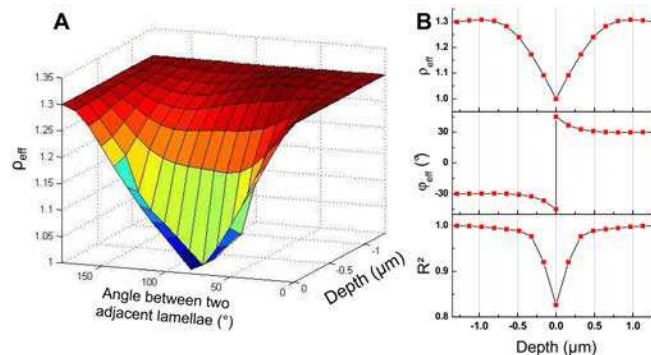 A
B
1.35
1.3
1.25
1.2
1.15
1.1
1.05
1
ρeff
150
100
50
0
Angle between two
adjacent lamellae (°)
0
-0.5
-1
Depth (μm)
1.3
1.2
1.1
1.0
ρeff
30
0
-30
φeff (°)
1.0
0.9
0.8
R²
-1.0 -0.5 0.0 0.5 1.0
Depth (μm)